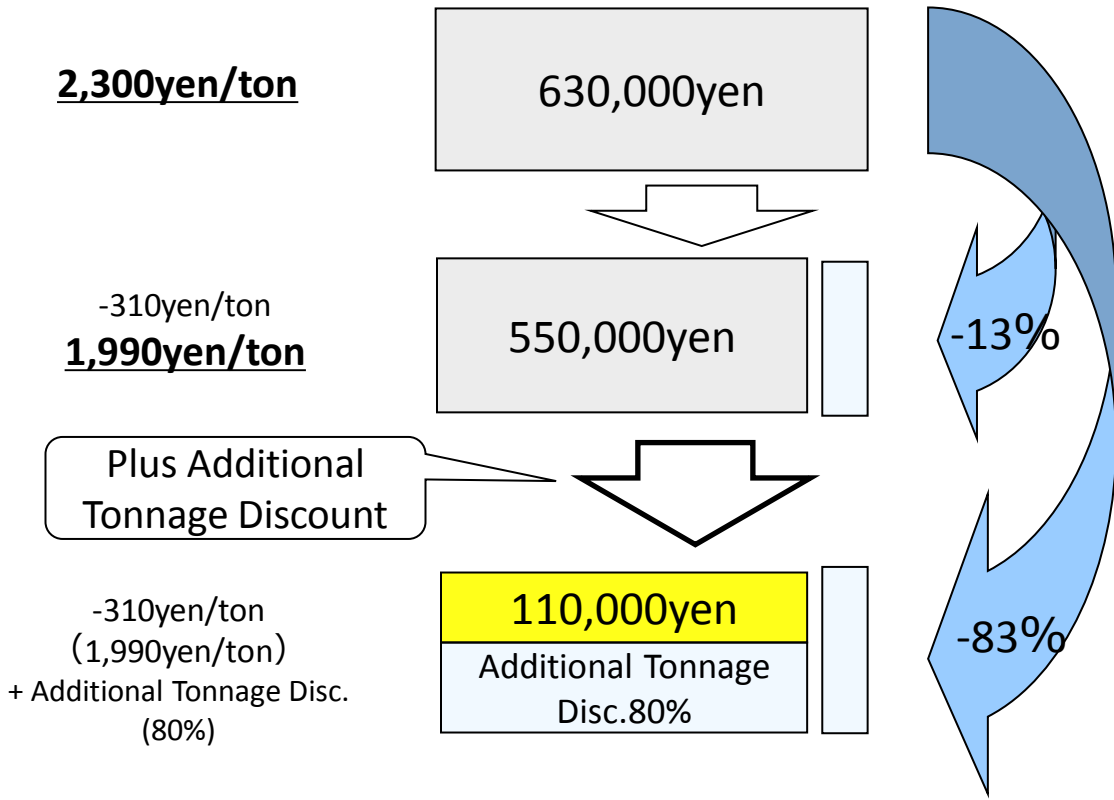 2,300yen/ton
630,000yen
-310yen/ton
1,990yen/ton
550,000yen
-13%
Plus Additional
Tonnage Discount
-310yen/ton
(1,990yen/ton)
+ Additional Tonnage Disc.
(80%)
110,000yen
Additional Tonnage
Disc.80%
-83%